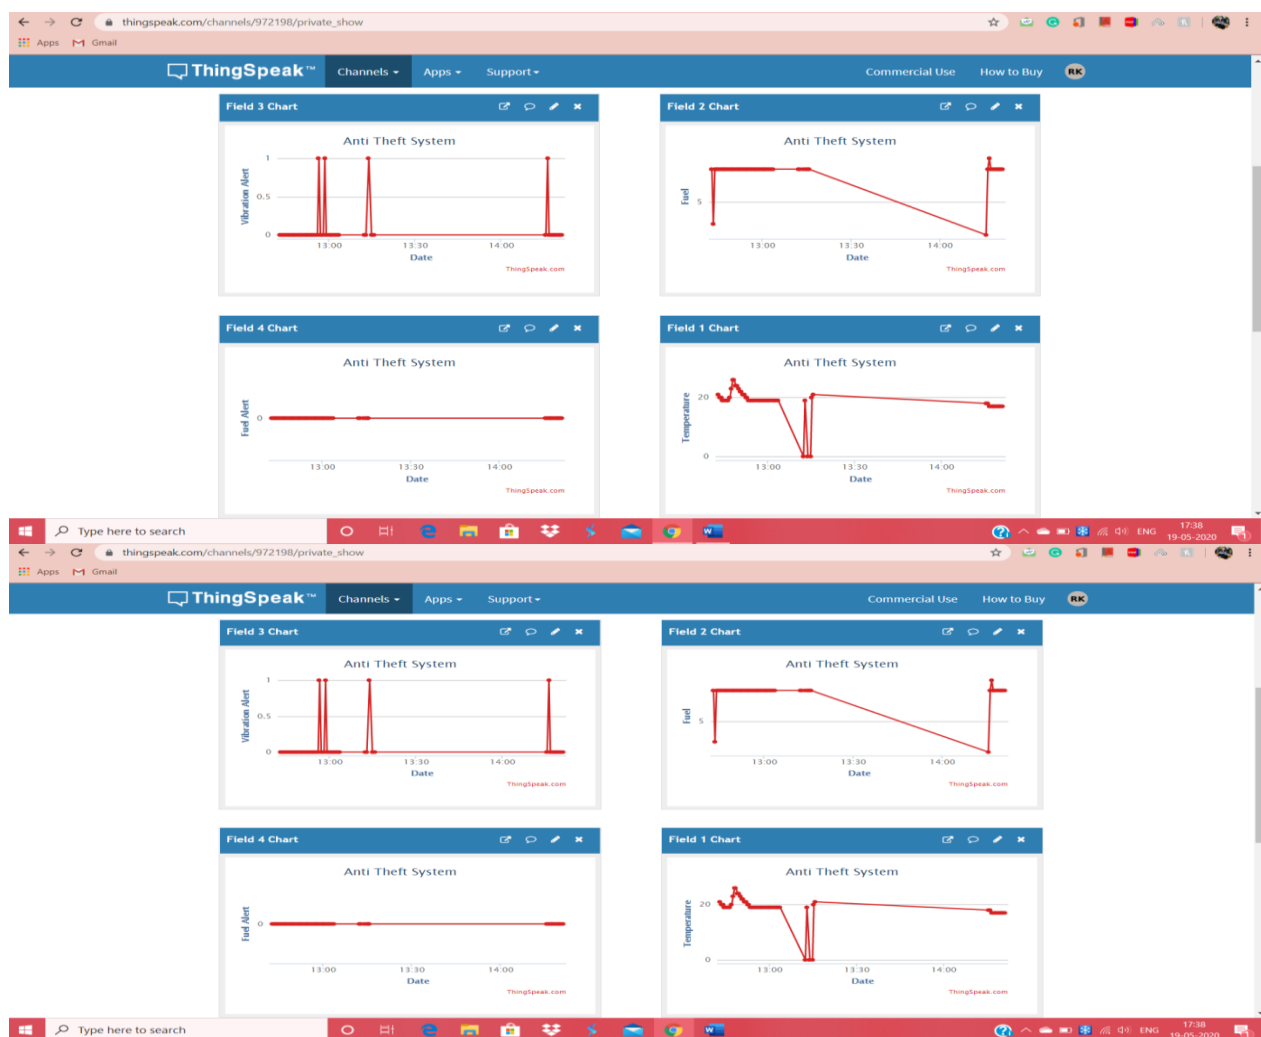 thingspeak.com/channels/972198/private_show
Apps M Gmail
ThingSpeak™ Channels Apps Support Commercial Use How to Buy RK
Field 3 Chart
Anti Theft System
Vibration Alert
1
0.5
0
13:00 13:30 14:00
Date
ThingSpeak.com
Field 2 Chart
Anti Theft System
Fuel
5
13:00 13:30 14:00
Date
ThingSpeak.com
Field 4 Chart
Anti Theft System
Fuel Alert
0
13:00 13:30 14:00
Date
ThingSpeak.com
Field 1 Chart
Anti Theft System
Temperature
20
0
13:00 13:30 14:00
Date
ThingSpeak.com
Type here to search ENG 17:38
19-05-2020
thingspeak.com/channels/972198/private_show
Apps M Gmail
ThingSpeak™ Channels Apps Support Commercial Use How to Buy RK
Field 3 Chart
Anti Theft System
Vibration Alert
1
0.5
0
13:00 13:30 14:00
Date
ThingSpeak.com
Field 2 Chart
Anti Theft System
Fuel
5
13:00 13:30 14:00
Date
ThingSpeak.com
Field 4 Chart
Anti Theft System
Fuel Alert
0
13:00 13:30 14:00
Date
ThingSpeak.com
Field 1 Chart
Anti Theft System
Temperature
20
0
13:00 13:30 14:00
Date
ThingSpeak.com
Type here to search ENG 17:38
19-05-2020